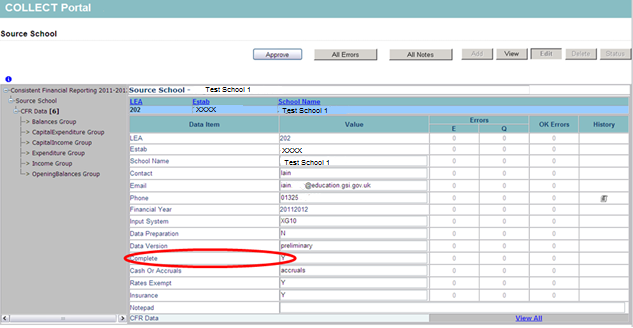 COLLECT Portal
Source School
Approve All Errors All Notes Add View Edit Delete Status
Consistent Financial Reporting 2011-201 Source School - Test School 1
Source School LEA Estab School Name
CFR Data [6] 202 XXXX Test School 1
--> Balances Group
--> CapitalExpenditure Group
--> CapitalIncome Group
--> Expenditure Group
--> Income Group
--> OpeningBalances Group
Data Item Value Errors E Q OK Errors History
LEA 202 0 0 0
Estab XXXX 0 0 0
School Name Test School 1 0 0 0
Contact Iain 0 0 0
Email iain @education.gsi.gov.uk 0 0 0
Phone 01325 0 0 0
Financial Year 20112012 0 0 0
Input System XG10 0 0 0
Data Preparation N 0 0 0
Data Version preliminary 0 0 0
Complete Y 0 0 0
Cash Or Accruals accruals 0 0 0
Rates Exempt Y 0 0 0
Insurance Y 0 0 0
Notepad
CFR Data View All